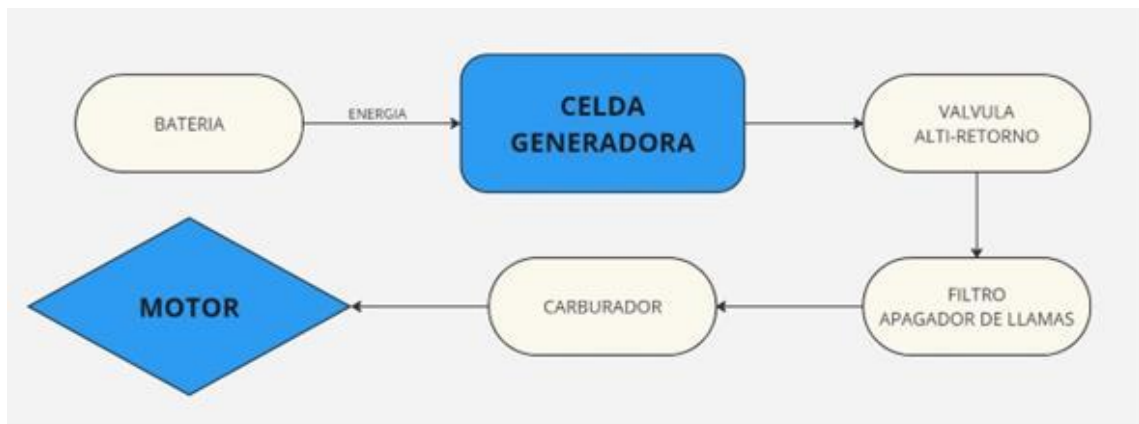 BATERIA
ENERGIA
CELDA
GENERADORA
VALVULA
ALTI-RETORNO
FILTRO
APAGADOR DE LLAMAS
CARBURADOR
MOTOR